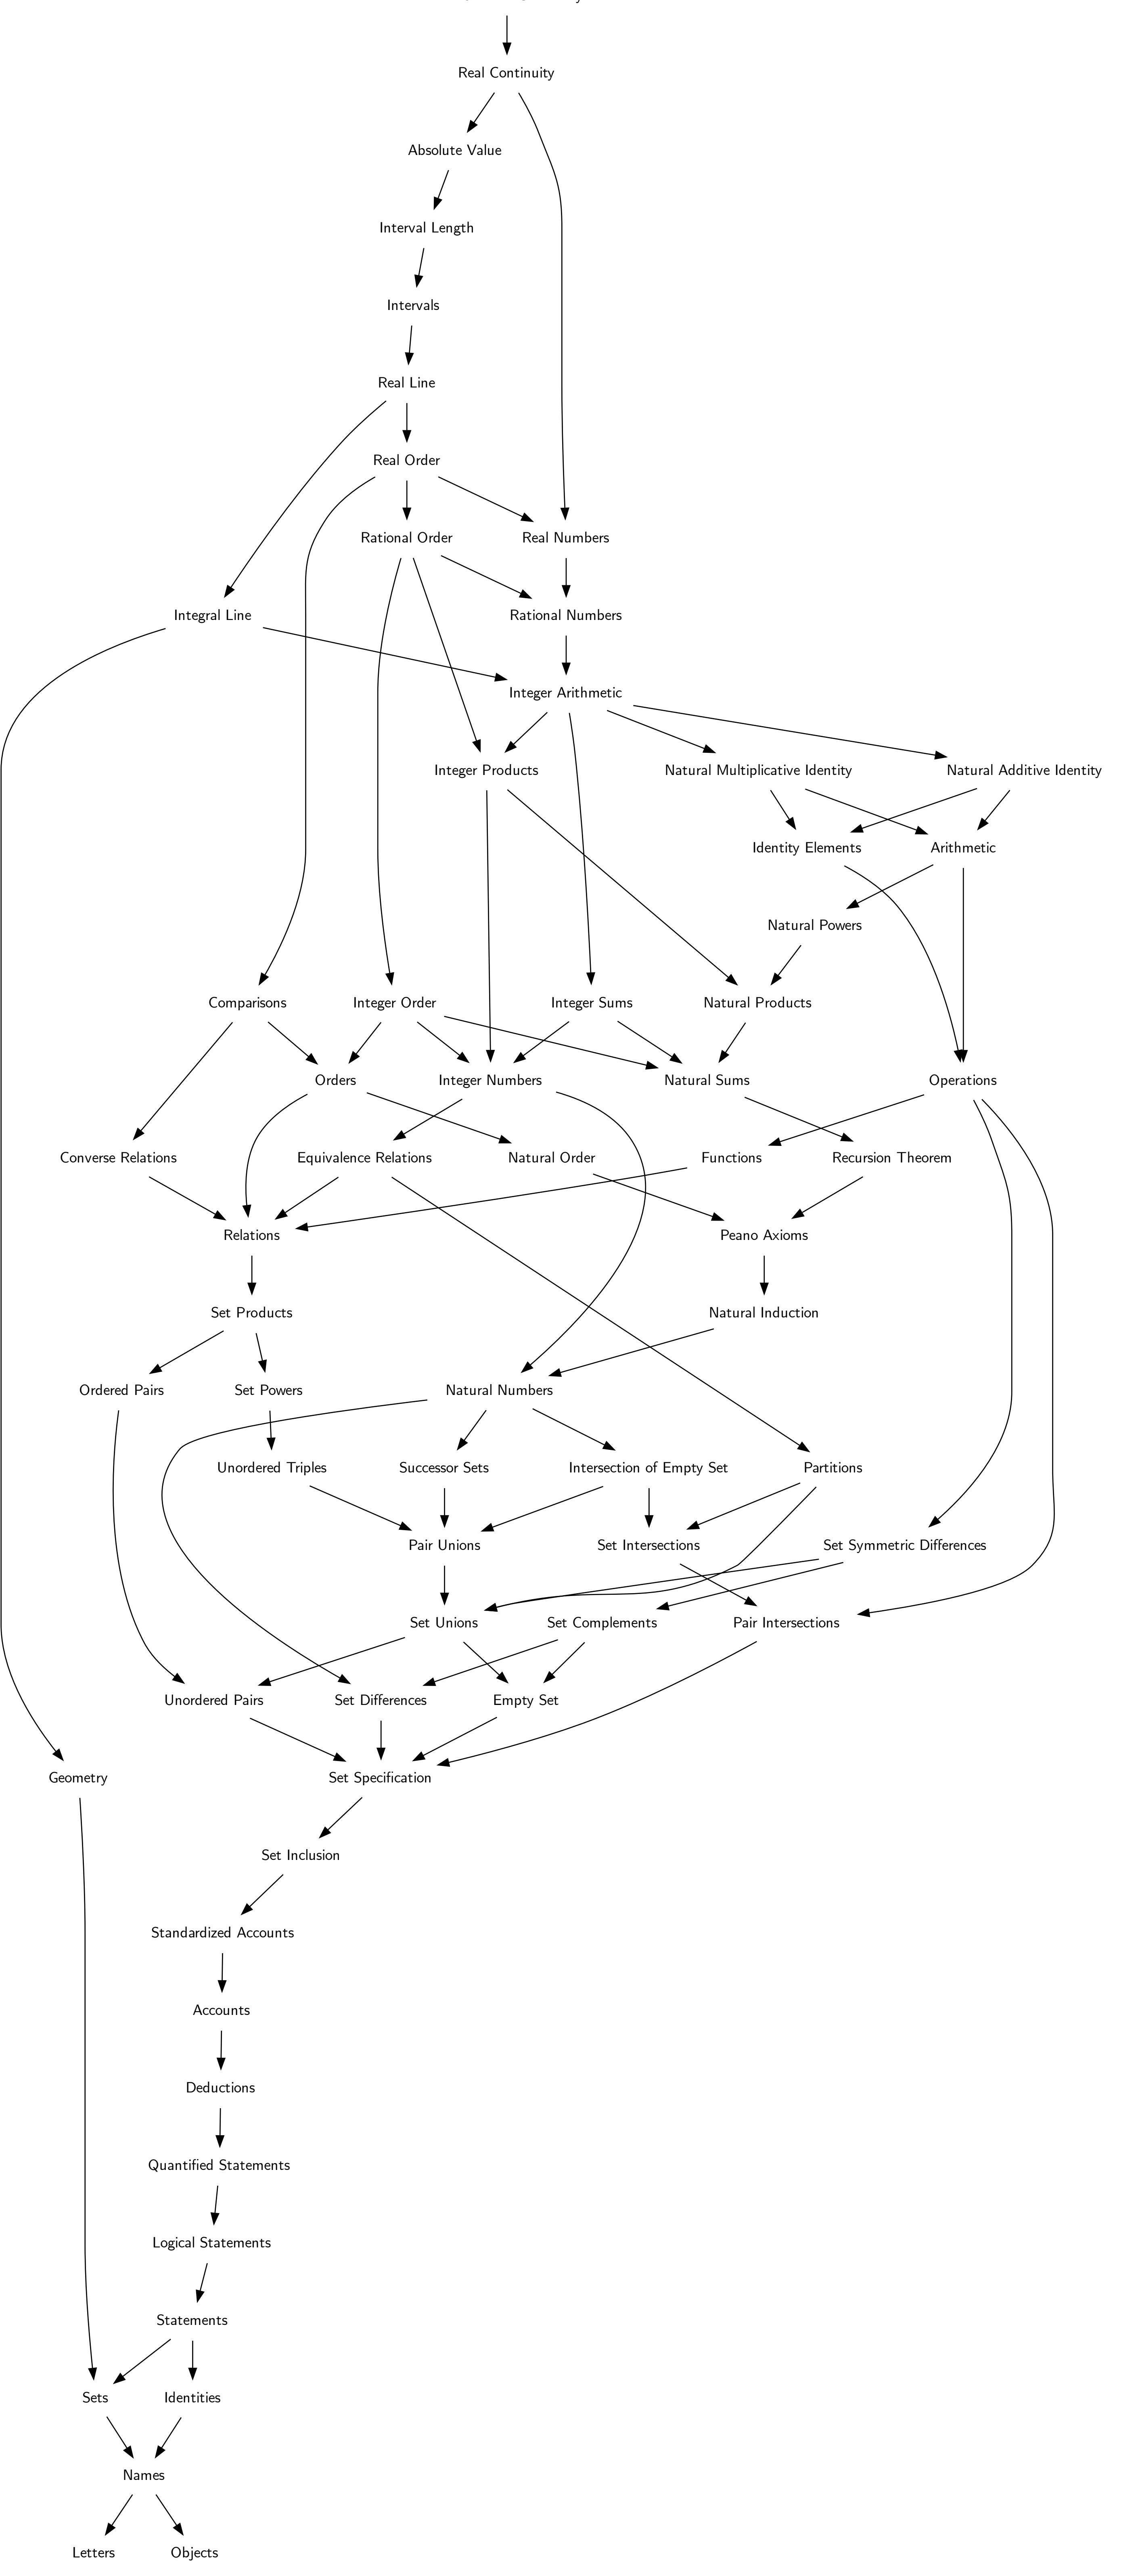 Real Continuity
Absolute Value
Interval Length
Intervals
Real Line
Real Order
Rational Order
Real Numbers
Integral Line
Rational Numbers
Integer Arithmetic
Integer Products
Natural Multiplicative Identity
Natural Additive Identity
Identity Elements
Arithmetic
Natural Powers
Comparisons
Integer Order
Integer Sums
Natural Products
Orders
Integer Numbers
Natural Sums
Operations
Converse Relations
Equivalence Relations
Natural Order
Functions
Recursion Theorem
Relations
Peano Axioms
Set Products
Natural Induction
Ordered Pairs
Set Powers
Natural Numbers
Unordered Triples
Successor Sets
Intersection of Empty Set
Partitions
Pair Unions
Set Intersections
Set Symmetric Differences
Set Unions
Set Complements
Pair Intersections
Unordered Pairs
Set Differences
Empty Set
Geometry
Set Specification
Set Inclusion
Standardized Accounts
Accounts
Deductions
Quantified Statements
Logical Statements
Statements
Sets
Identities
Names
Letters
Objects